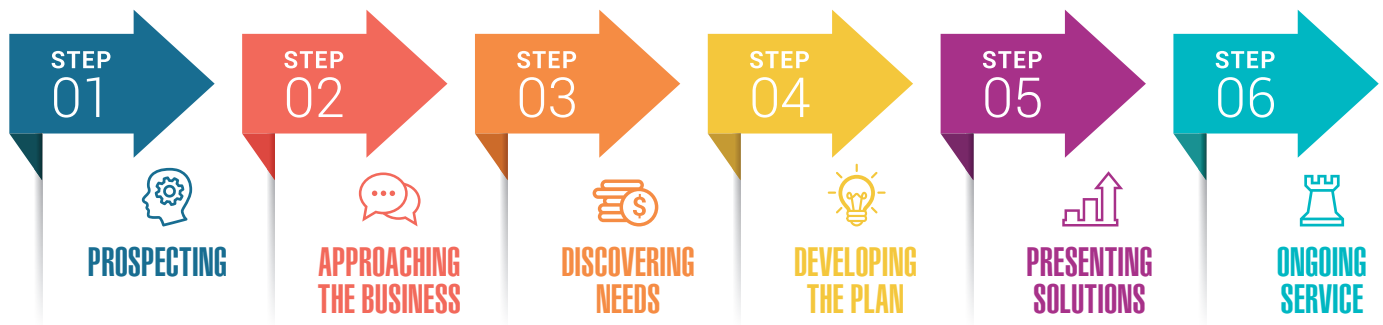 STEP
01
PROSPECTING
STEP
02
APPROACHING
THE BUSINESS
STEP
03
$
DISCOVERING
NEEDS
STEP
04
DEVELOPING
THE PLAN
STEP
05
PRESENTING
SOLUTIONS
STEP
06
ONGOING
SERVICE